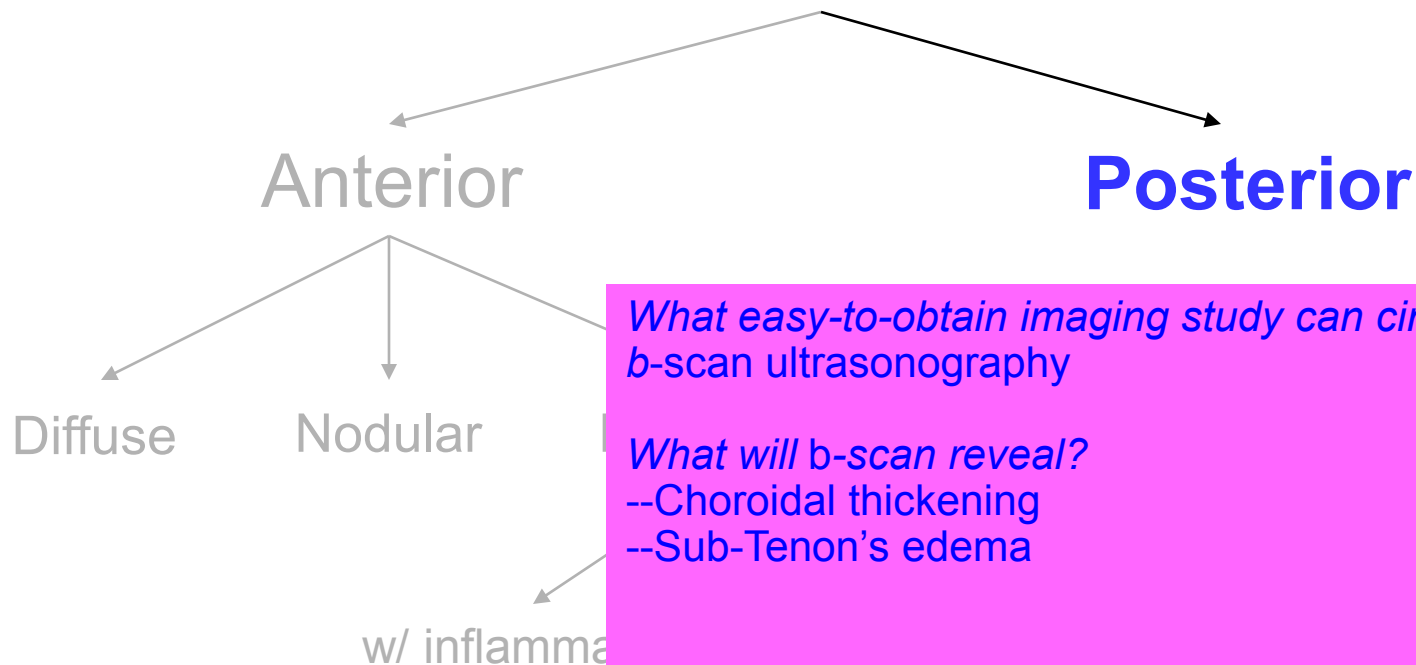 Anterior
Posterior
What easy-to-obtain imaging study can
b-scan ultrasonography
Diffuse
Nodular
What will b-scan reveal?
--Choroidal thickening
--Sub-Tenon’s edema
w/